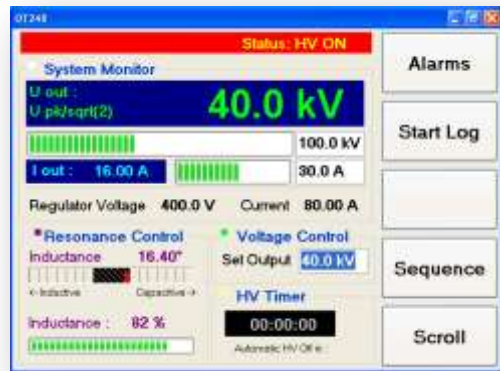 OT248
Status: HV ON
System Monitor
U out :
U pk/sqrt(2)
40.0 kV
100.0 kV
I out : 16.00 A
30.0 A
Regulator Voltage 400.0 V Current 80.00 A
Resonance Control
Inductance 16.40"
<- Inductive Capacitive ->
Inductance : 82 %
Voltage Control
Set Output 40.0 kV
HV Timer
00:00:00
Automatic HV Off in :
Alarms
Start Log
Sequence
Scroll